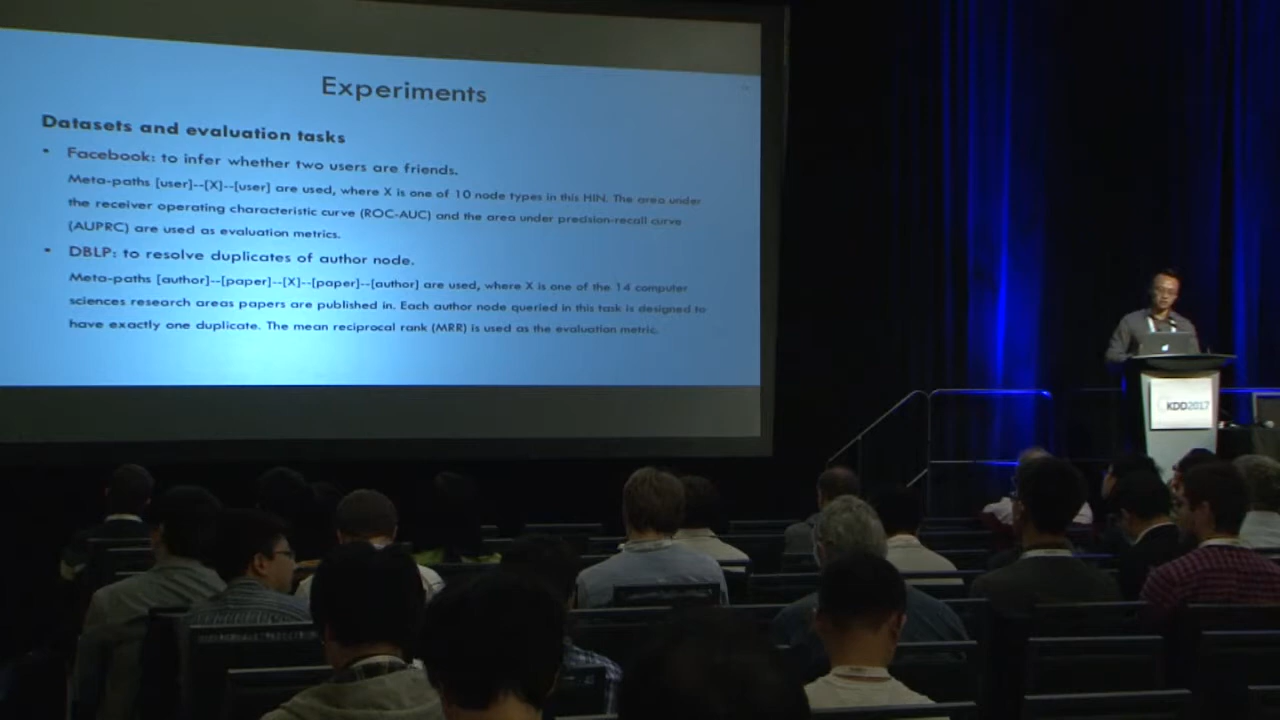 Experiments
Datasets and evaluation tasks
• Facebook: to infer whether two users are friends.
Meta-paths [user]--[X]--[user] are used, where X is one of 10 node types in this HIN. The area under
the receiver operating characteristic curve (ROC-AUC) and the area under precision-recall curve
(AUPRC) are used as evaluation metrics.
• DBLP: to resolve duplicates of author node.
Meta-paths [author]--[paper]--[X]--[paper]--[author] are used, where X is one of the 14 computer
sciences research areas papers are published in. Each author node queried in this task is designed to
have exactly one duplicate. The mean reciprocal rank (MRR) is used as the evaluation metric.
KDD2017